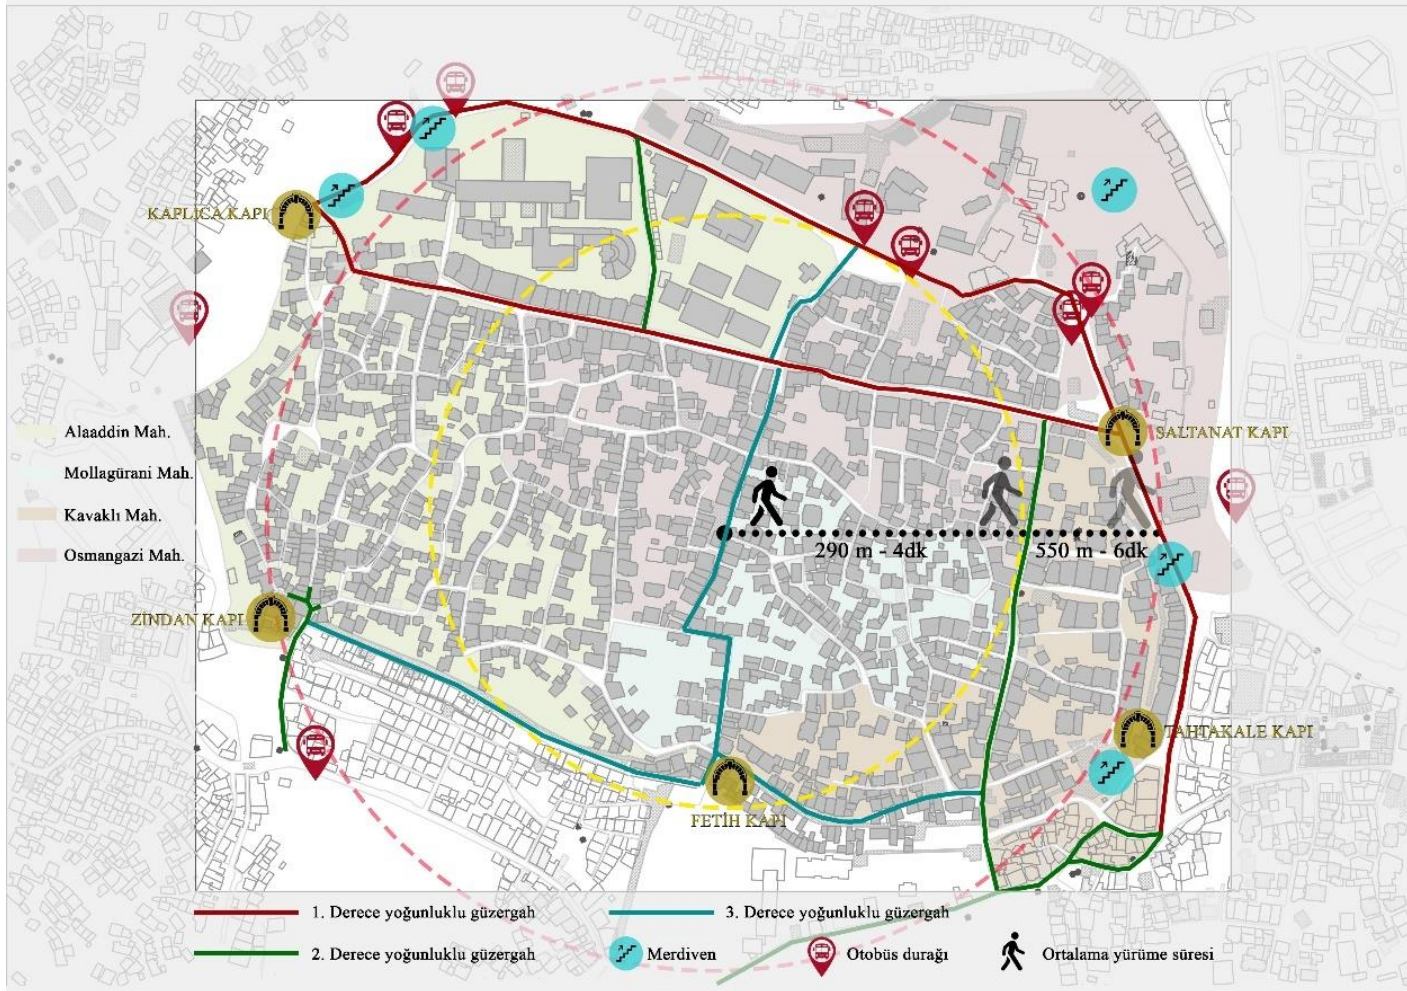 KAPLICA KAPI
SALTANAT KAPI
Alaaddin Mah.
Mollagürani Mah.
Kavaklı Mah.
Osmangazi Mah.
290 m - 4dk
550 m - 6dk
ZİNDAN KAPI
TAHTAKALE KAPI
FETİH KAPI
1. Derece yoğunluklu güzergah
3. Derece yoğunluklu güzergah
2. Derece yoğunluklu güzergah
Merdiven
Otobüs durağı
Ortalama yürüme süresi